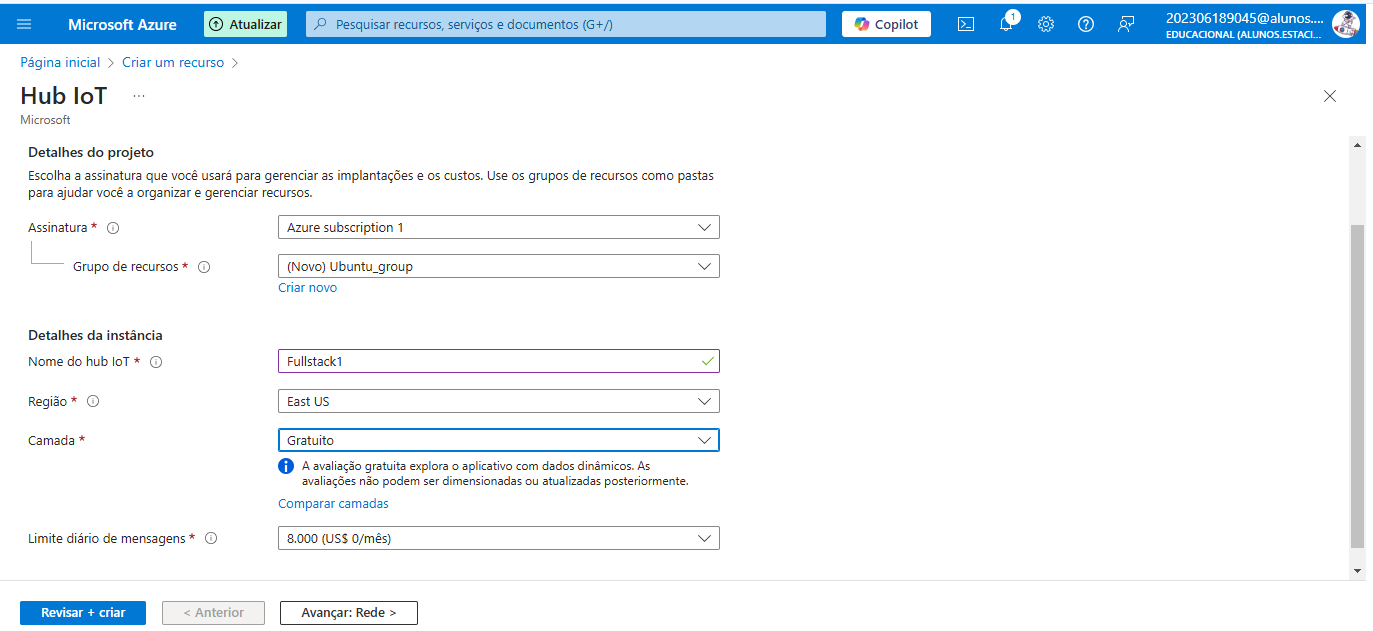 Microsoft Azure
Atualizar
Pesquisar recursos, serviços e documentos (G+/)
Copilot
1
202306189045@alunos....
EDUCACIONAL (ALUNOS.ESTACI...
Página inicial > Criar um recurso >
Hub IoT ...
Microsoft
Detalhes do projeto
Escolha a assinatura que você usará para gerenciar as implantações e os custos. Use os grupos de recursos como pastas
para ajudar você a organizar e gerenciar recursos.
Assinatura *
Azure subscription 1
Grupo de recursos *
(Novo) Ubuntu_group
Criar novo
Detalhes da instância
Nome do hub IoT *
Fullstack1
Região *
East US
Camada *
Gratuito
A avaliação gratuita explora o aplicativo com dados dinâmicos. As
avaliações não podem ser dimensionadas ou atualizadas posteriormente.
Comparar camadas
Limite diário de mensagens *
8.000 (US$ 0/mês)
Revisar + criar
< Anterior
Avançar: Rede >